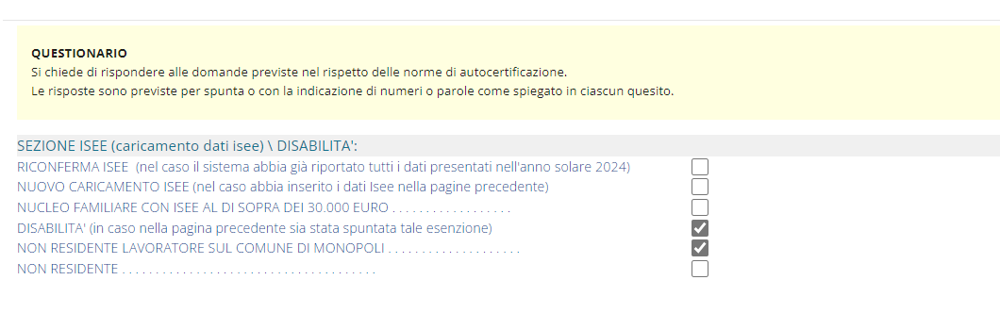 QUESTIONARIO
Si chiede di rispondere alle domande previste nel rispetto delle norme di autocertificazione.
Le risposte sono previste per spunta o con la indicazione di numeri o parole come spiegato in ciascun quesito.
SEZIONE ISEE (caricamento dati isee) \ DISABILITA':
RICONFERMA ISEE (nel caso il sistema abbia già riportato tutti i dati presentati nell'anno solare 2024)
NUOVO CARICAMENTO ISEE (nel caso abbia inserito i dati Isee nella pagine precedente)
NUCLEO FAMILIARE CON ISEE AL DI SOPRA DEI 30.000 EURO . . . . . . . . . . . . . . . . . .
DISABILITA' (in caso nella pagina precedente sia stata spuntata tale esenzione)
NON RESIDENTE LAVORATORE SUL COMUNE DI MONOPOLI . . . . . . . . . . . . . . . . . . . .
NON RESIDENTE . . . . . . . . . . . . . . . . . . . . . . . . . . . . . . . . . . . . . .